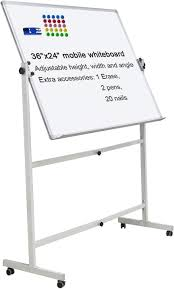 36"x24" mobile whiteboard
Adjustable height, width and angle
Extra accessories: 1 Erase,
2 pens,
20 nails